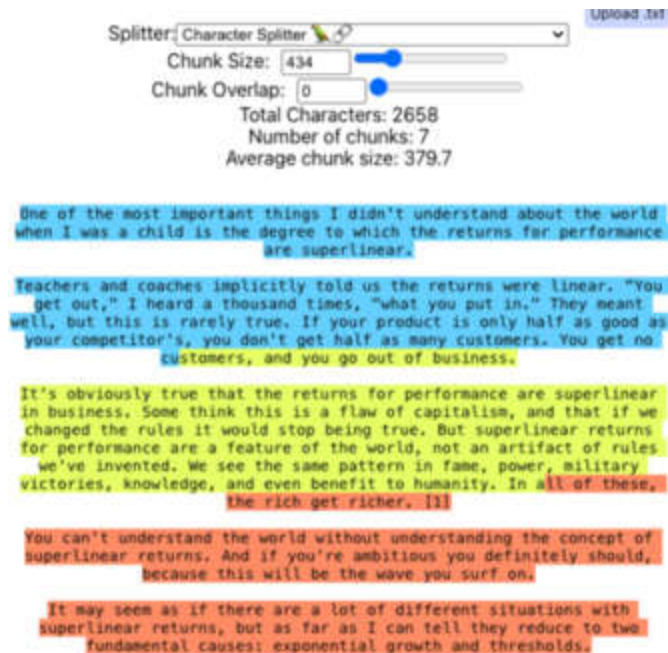 Upload .txt
Splitter: Character Splitter 🦜🔗
Chunk Size: 434
Chunk Overlap: 0
Total Characters: 2658
Number of chunks: 7
Average chunk size: 379.7
One of the most important things I didn't understand about the world
when I was a child is the degree to which the returns for performance
are superlinear.
Teachers and coaches implicitly told us the returns were linear. "You
get out," I heard a thousand times, "what you put in." They meant
well, but this is rarely true. If your product is only half as good as
your competitor's, you don't get half as many customers. You get no
customers, and you go out of business.
It's obviously true that the returns for performance are superlinear
in business. Some think this is a flaw of capitalism, and that if we
changed the rules it would stop being true. But superlinear returns
for performance are a feature of the world, not an artifact of rules
we've invented. We see the same pattern in fame, power, military
victories, knowledge, and even benefit to humanity. In all of these,
the rich get richer. [1]
You can't understand the world without understanding the concept of
superlinear returns. And if you're ambitious you definitely should,
because this will be the wave you surf on.
It may seem as if there are a lot of different situations with
superlinear returns, but as far as I can tell they reduce to two
fundamental causes: exponential growth and thresholds.